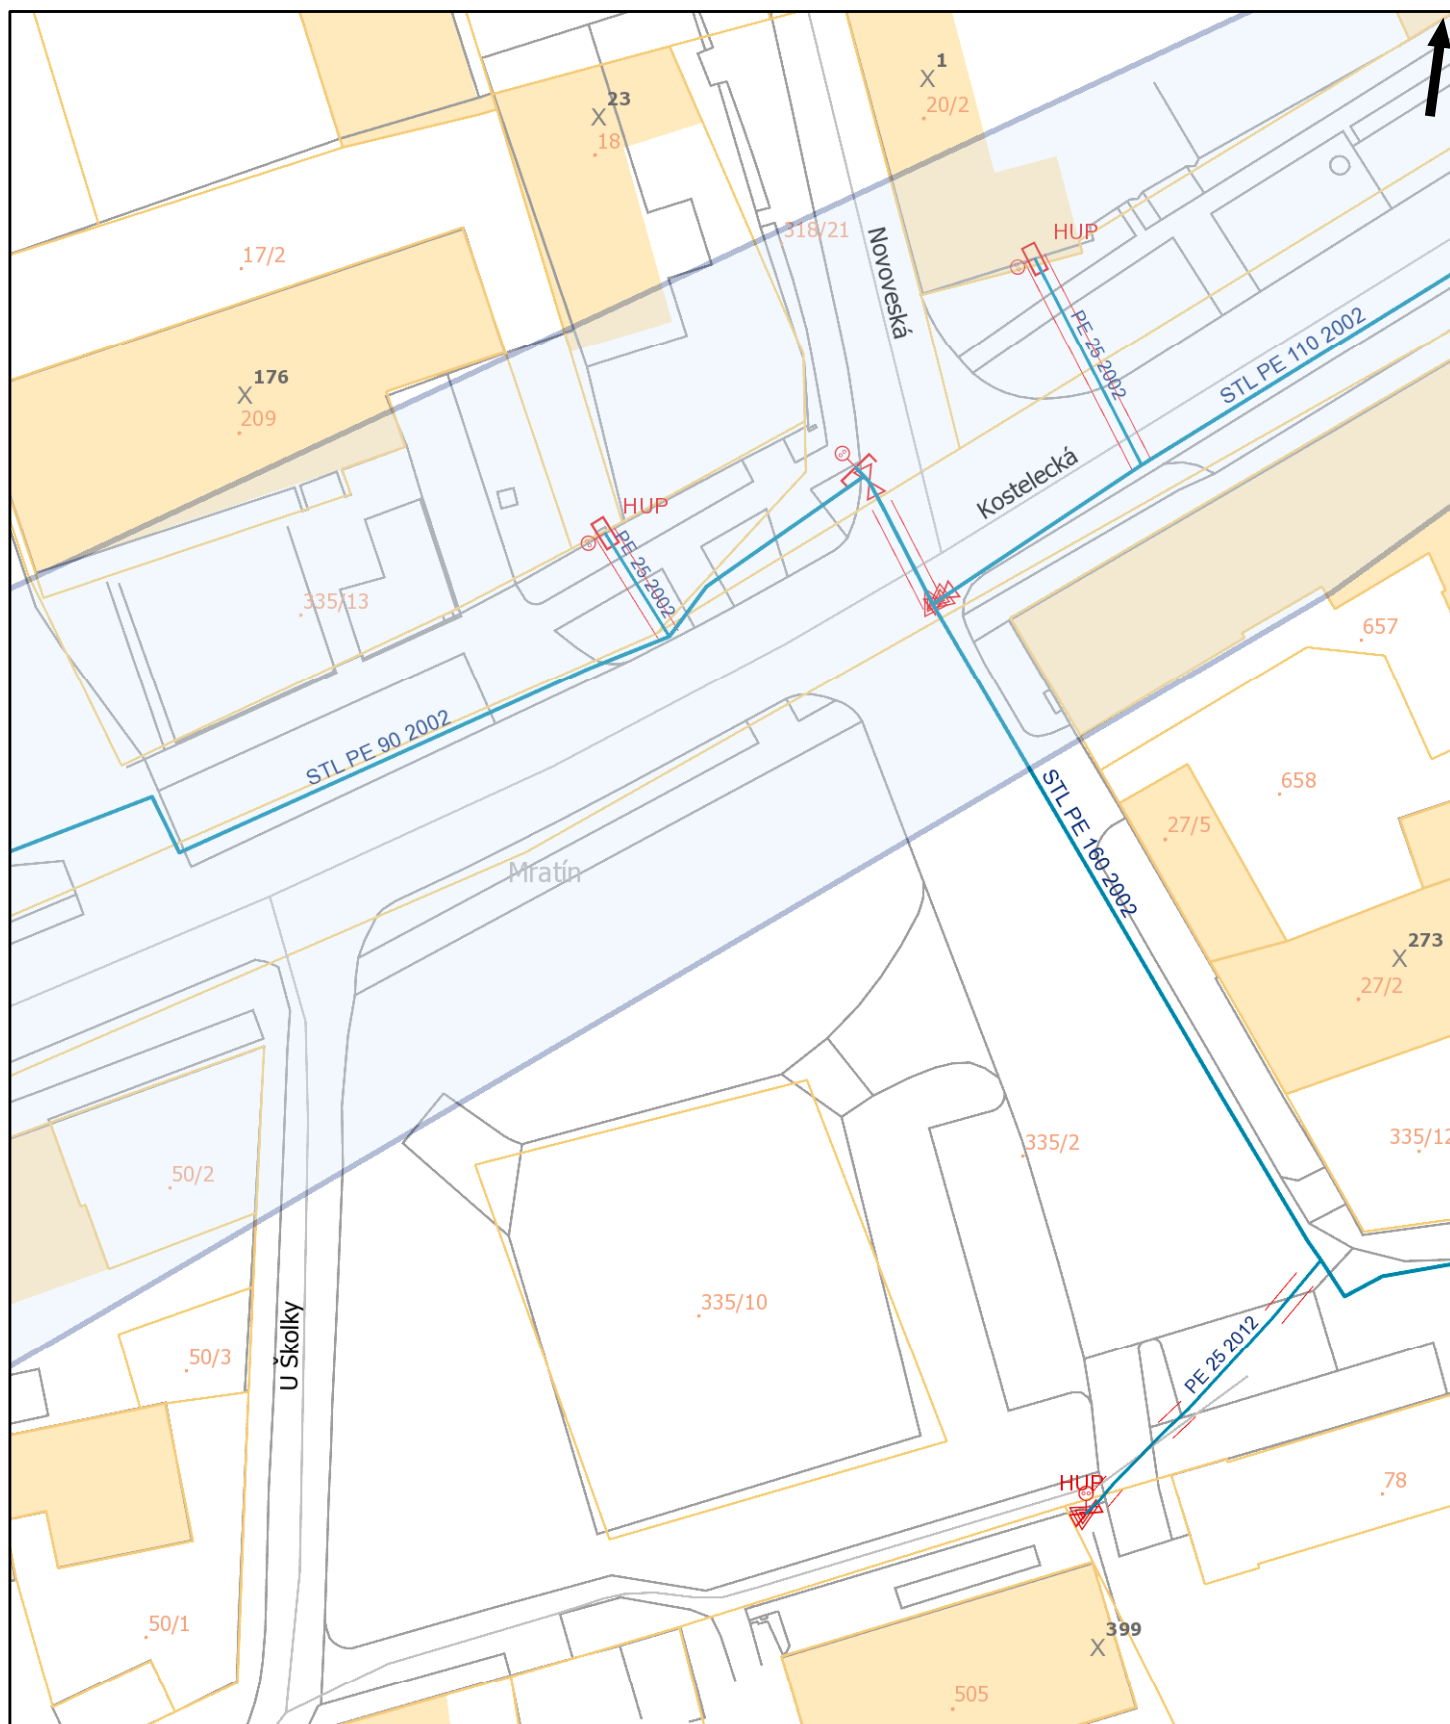 1
20/2
23
18
318/21
Novoveská
HUP
17/2
PE 25 2002
STL PE 110 2002
176
209
Kostelecká
HUP
PE 25 2002
335/13
657
STL PE 90 2002
658
STL PE 160 2002
27/5
Mratín
273
27/2
335/2
335/12
50/2
335/10
U Školky
50/3
PE 25 2012
HUP
78
50/1
399
505